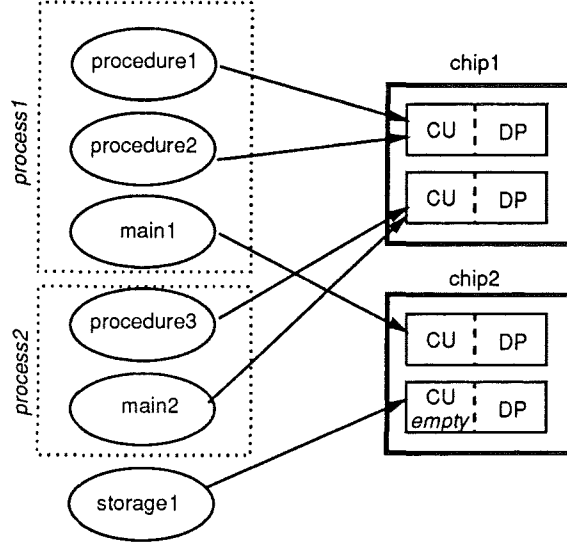 process1
procedure1
procedure2
main1
process2
procedure3
main2
storage1
chip1
CU DP
CU DP
chip2
CU DP
CU DP
empty